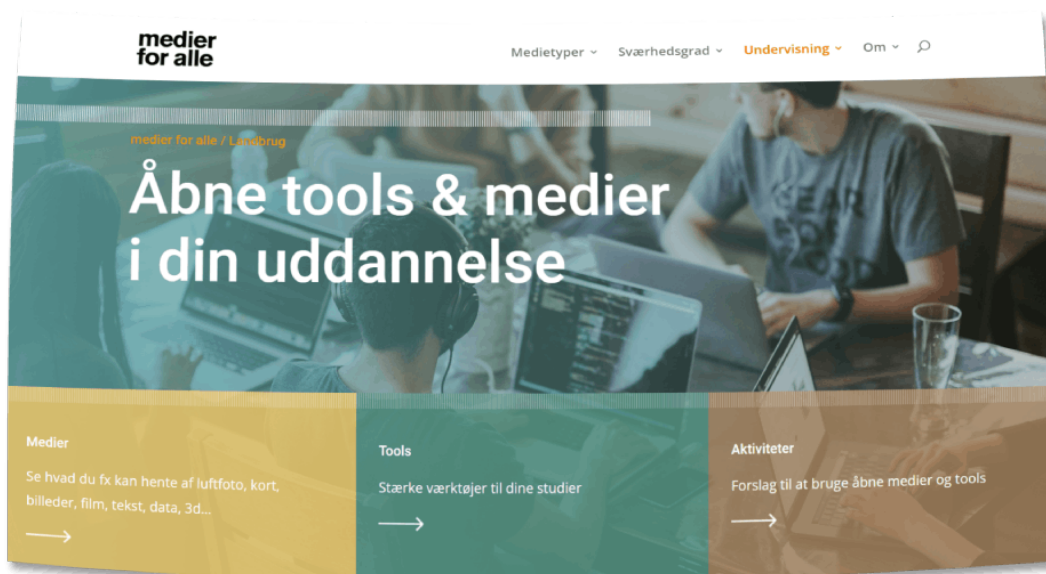 medier
for alle
Medietyper
Sværhedsgrad
Undervisning
Om
medier for alle / Landbrug
Åbne tools & medier
i din uddannelse
GEAR
Medier
Se hvad du fx kan hente af luftfoto, kort,
billeder, film, tekst, data, 3d...
Tools
Stærke værktøjer til dine studier
Aktiviteter
Forslag til at bruge åbne medier og tools